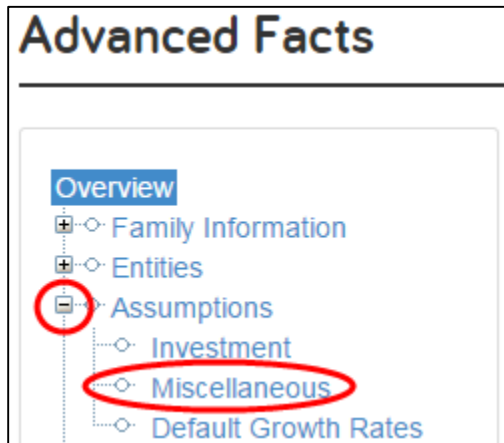 Advanced Facts
Overview
Family Information
Entities
Assumptions
Investment
Miscellaneous
Default Growth Rates